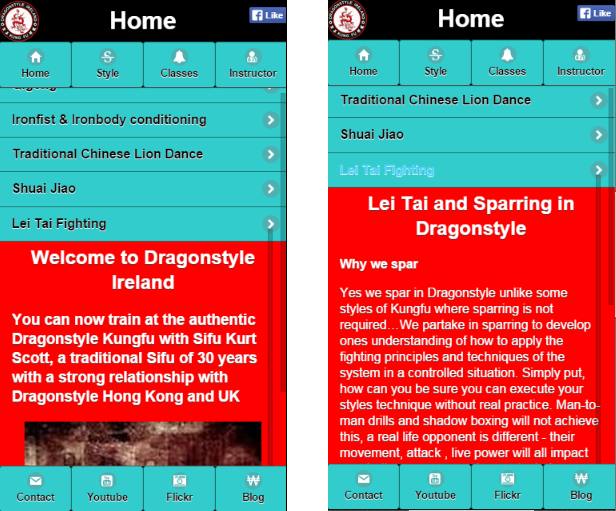 DRAGONSTYLE IRELAND
KUNG FU
Home
Like
Home
Style
Classes
Instructor
Ironfist & Ironbody conditioning
Traditional Chinese Lion Dance
Shuai Jiao
Lei Tai Fighting
Welcome to Dragonstyle
Ireland
You can now train at the authentic
Dragonstyle Kungfu with Sifu Kurt
Scott, a traditional Sifu of 30 years
with a strong relationship with
Dragonstyle Hong Kong and UK
Contact
Youtube
Flickr
Blog
DRAGONSTYLE IRELAND
KUNG FU
Home
Like
Home
Style
Classes
Instructor
Traditional Chinese Lion Dance
Shuai Jiao
Lei Tai Fighting
Lei Tai and Sparring in
Dragonstyle
Why we spar
Yes we spar in Dragonstyle unlike some
styles of Kungfu where sparring is not
required…We partake in sparring to develop
ones understanding of how to apply the
fighting principles and techniques of the
system in a controlled situation. Simply put,
how can you be sure you can execute your
styles technique without real practice. Man-to-
man drills and shadow boxing will not achieve
this, a real life opponent is different - their
movement, attack , live power will all impact
Contact
Youtube
Flickr
Blog